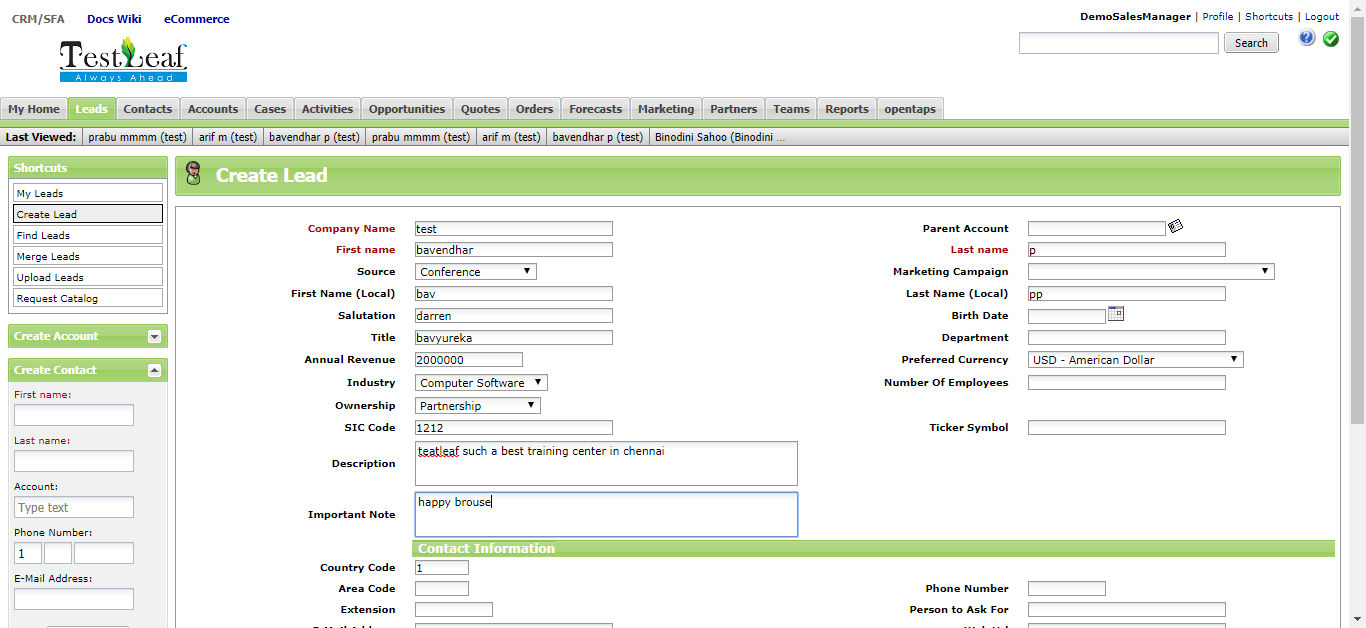 CRM/SFA Docs Wiki eCommerce
DemoSalesManager | Profile | Shortcuts | Logout
TestLeaf
Always Ahead
Search
My Home Leads Contacts Accounts Cases Activities Opportunities Quotes Orders Forecasts Marketing Partners Teams Reports opentaps
Last Viewed: prabu mmmm (test) arif m (test) bavendhar p (test) prabu mmmm (test) arif m (test) bavendhar p (test) Binodini Sahoo (Binodini ...
Shortcuts
My Leads
Create Lead
Find Leads
Merge Leads
Upload Leads
Request Catalog
Create Account
Create Contact
First name:
Last name:
Account:
Type text
Phone Number:
1
E-Mail Address:
Create Lead
Company Name test Parent Account
First name bavendhar Last name p
Source Conference Marketing Campaign
First Name (Local) bav Last Name (Local) pp
Salutation darren Birth Date
Title bavyureka Department
Annual Revenue 2000000 Preferred Currency USD - American Dollar
Industry Computer Software Number Of Employees
Ownership Partnership
SIC Code 1212 Ticker Symbol
Description teatleaf such a best training center in chennai
Important Note happy brouse
Contact Information
Country Code 1
Area Code Phone Number
Extension Person to Ask For